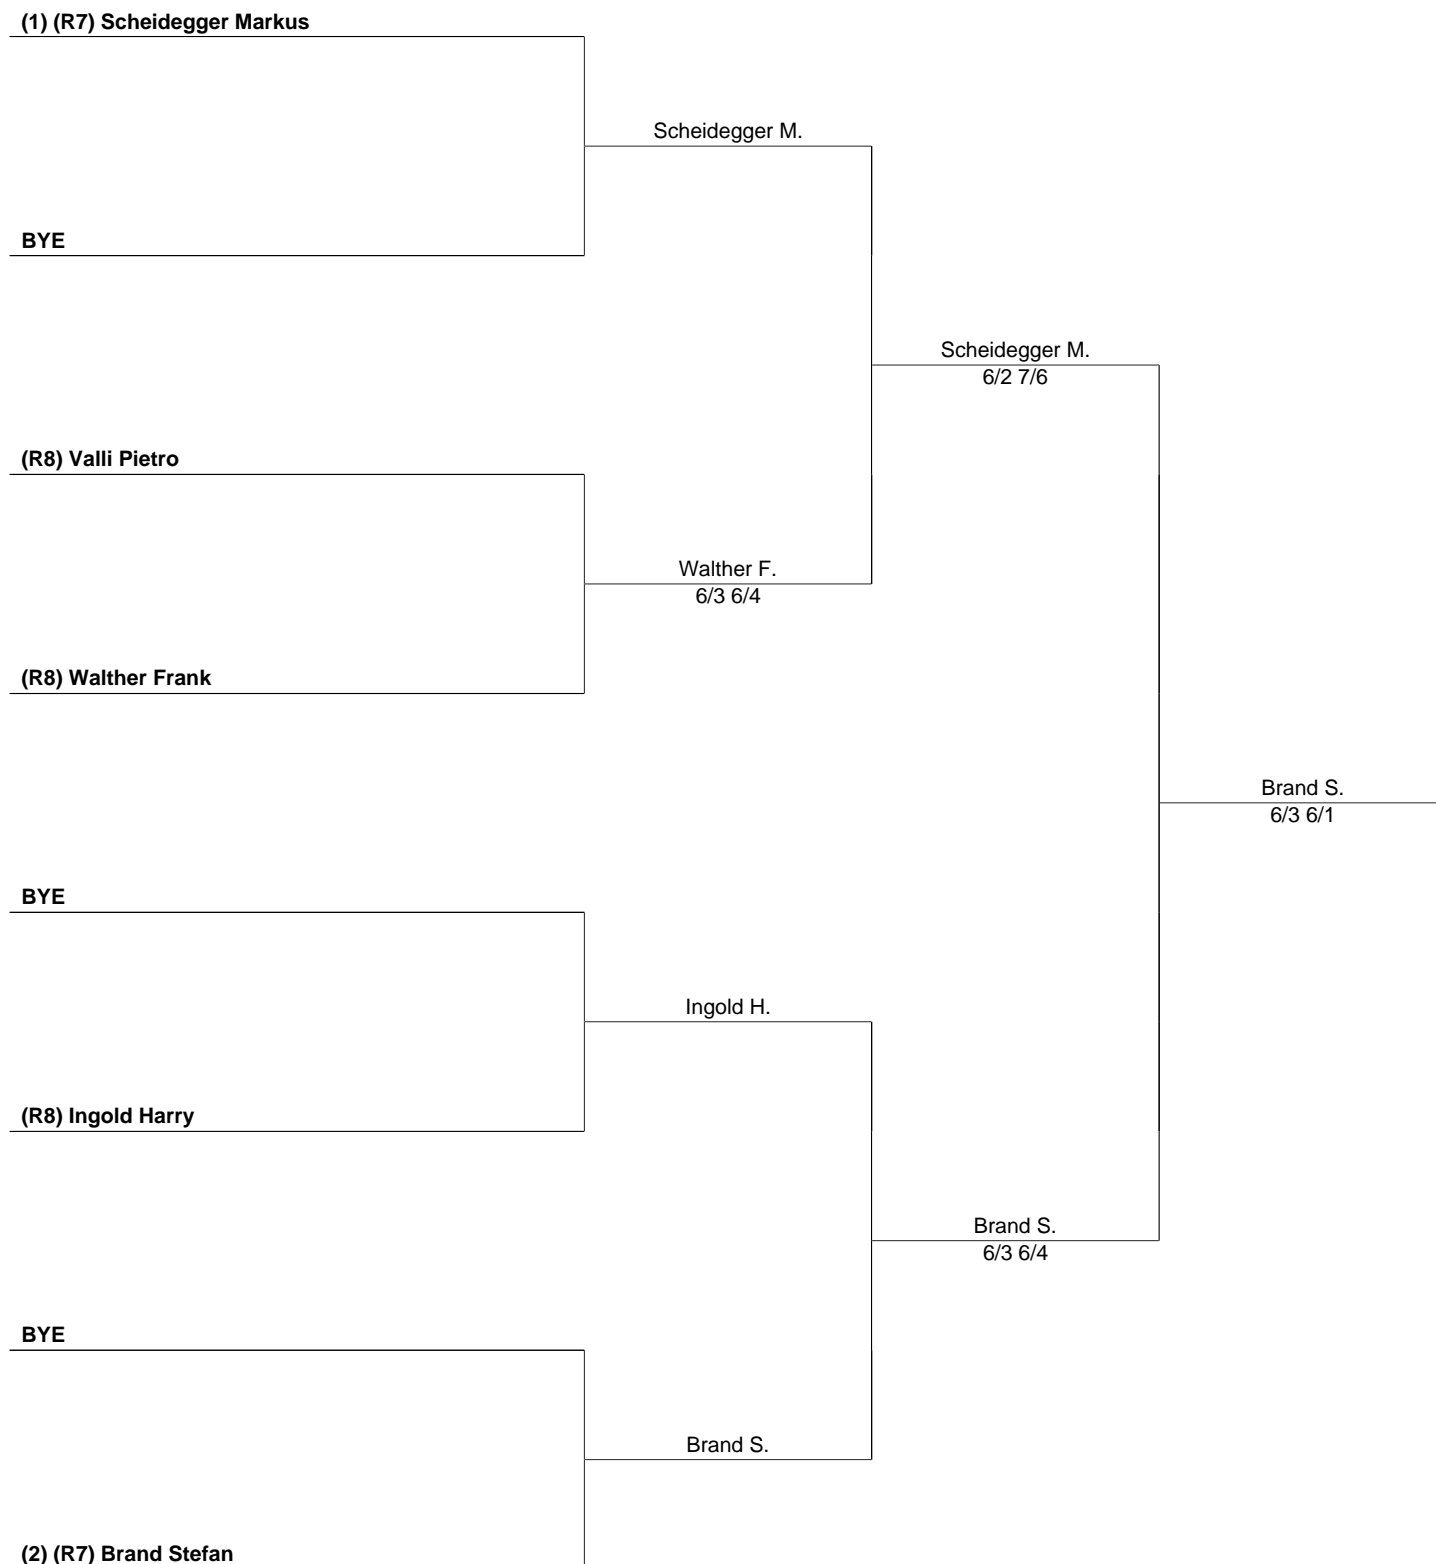 (1) (R7) Scheidegger Markus
Scheidegger M.
BYE
Scheidegger M.
6/2 7/6
(R8) Valli Pietro
Walther F.
6/3 6/4
(R8) Walther Frank
Brand S.
6/3 6/1
BYE
Ingold H.
(R8) Ingold Harry
Brand S.
6/3 6/4
BYE
Brand S.
(2) (R7) Brand Stefan